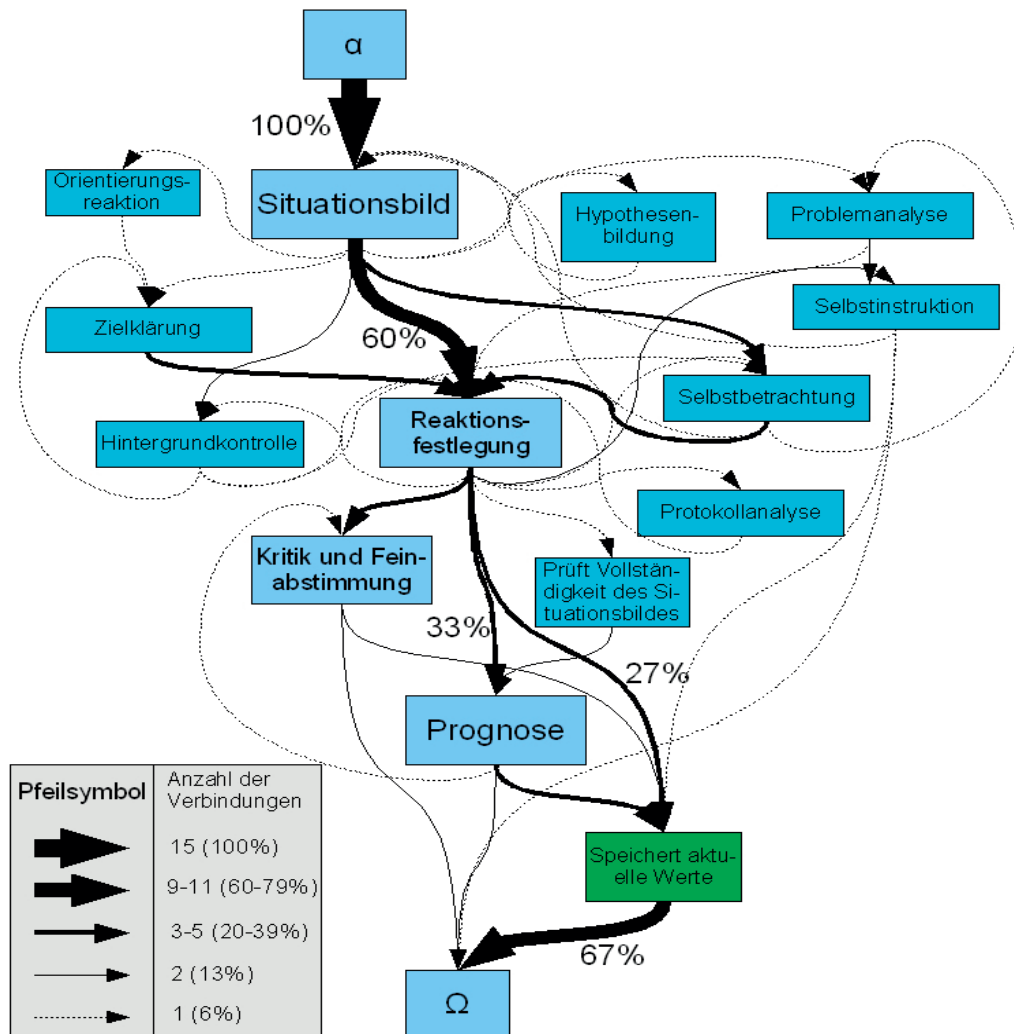 α
100%
Orientierungs-
reaktion
Situationsbild
Hypothesen-
bildung
Problemanalyse
Selbstinstruktion
Zielklärung
60%
Selbstbetrachtung
Reaktions-
festlegung
Hintergrundkontrolle
Protokollanalyse
Kritik und Fein-
abstimmung
Prüft Vollstän-
digkeit des Si-
tuationsbildes
33%
27%
Prognose
Pfeilsymbol
Anzahl der
Verbindungen
15 (100%)
9-11 (60-79%)
3-5 (20-39%)
2 (13%)
1 (6%)
Speichert aktu-
elle Werte
67%
Ω